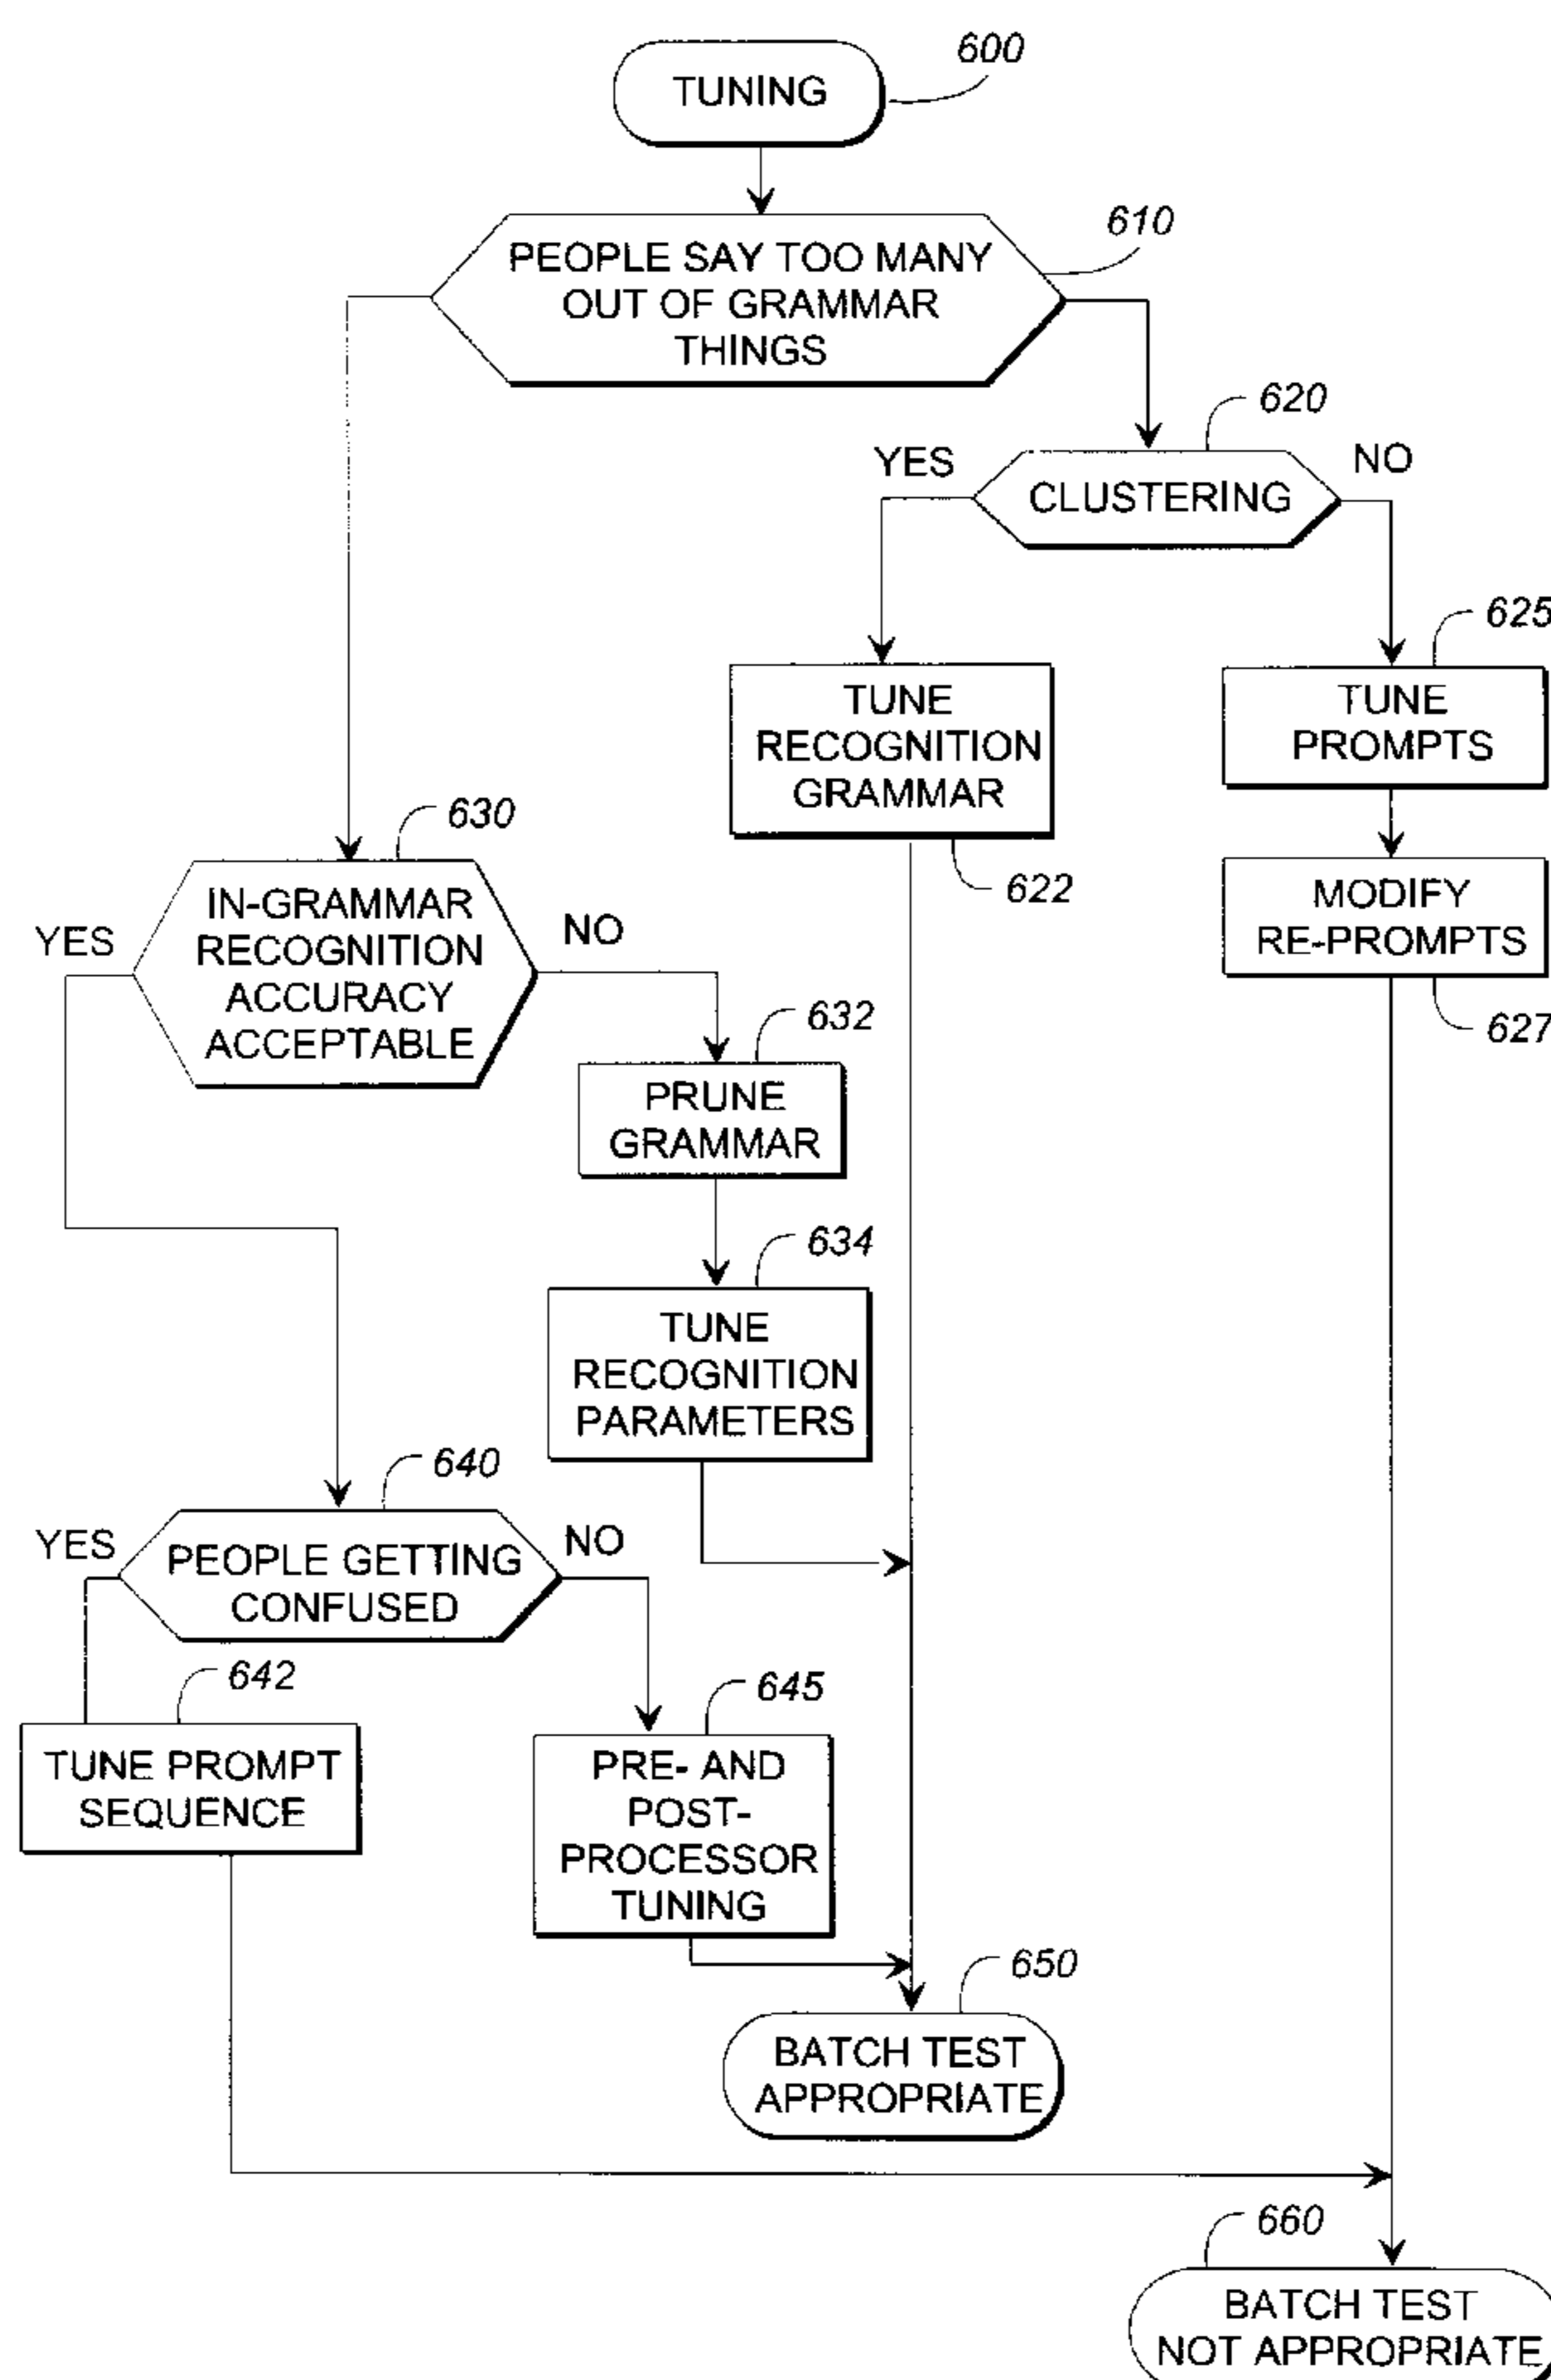 600
TUNING
610
PEOPLE SAY TOO MANY
OUT OF GRAMMAR
THINGS
620
YES
NO
CLUSTERING
625
TUNE
RECOGNITION
GRAMMAR
TUNE
PROMPTS
630
622
MODIFY
RE-PROMPTS
627
YES
IN-GRAMMAR
RECOGNITION
ACCURACY
ACCEPTABLE
NO
632
PRUNE
GRAMMAR
634
TUNE
RECOGNITION
PARAMETERS
640
YES
PEOPLE GETTING
CONFUSED
NO
642
TUNE PROMPT
SEQUENCE
645
PRE- AND
POST-
PROCESSOR
TUNING
650
BATCH TEST
APPROPRIATE
660
BATCH TEST
NOT APPROPRIATE